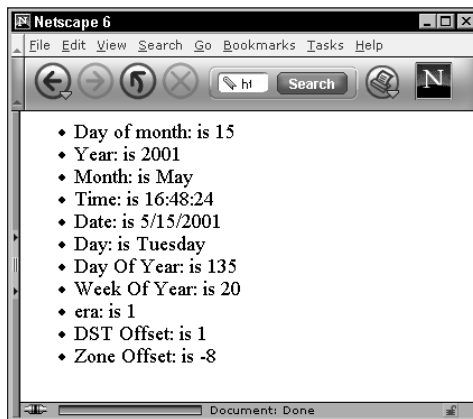 Netscape 6
File Edit View Search Go Bookmarks Tasks Help
ht Search N
• Day of month: is 15
• Year: is 2001
• Month: is May
• Time: is 16:48:24
• Date: is 5/15/2001
• Day: is Tuesday
• Day Of Year: is 135
• Week Of Year: is 20
• era: is 1
• DST Offset: is 1
• Zone Offset: is -8
Document: Done